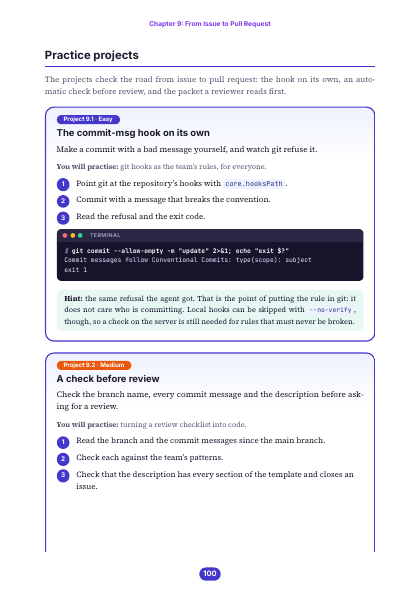 Chapter 9: From Issue to Pull Request
Practice projects
The projects check the road from issue to pull request: the hook on its own, an auto-
matic check before review, and the packet a reviewer reads first.
Project 9.1 · Easy
The commit-msg hook on its own
Make a commit with a bad message yourself, and watch git refuse it.
You will practise: git hooks as the team's rules, for everyone.
1 Point git at the repository's hooks with core.hooksPath.
2 Commit with a message that breaks the convention.
3 Read the refusal and the exit code.
TERMINAL
$ git commit --allow-empty -m "update" 2>&1; echo "exit $?"
Commit messages follow Conventional Commits: type(scope): subject
exit 1
Hint: the same refusal the agent got. That is the point of putting the rule in git: it
does not care who is committing. Local hooks can be skipped with --no-verify,
though, so a check on the server is still needed for rules that must never be broken.
Project 9.2 · Medium
A check before review
Check the branch name, every commit message and the description before ask-
ing for a review.
You will practise: turning a review checklist into code.
1 Read the branch and the commit messages since the main branch.
2 Check each against the team's patterns.
3 Check that the description has every section of the template and closes an
issue.
100